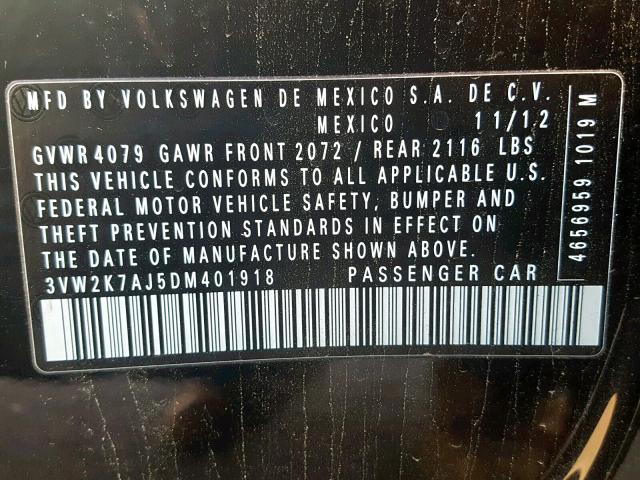 MFD BY VOLKSWAGEN DE MEXICO S.A. DE C.V.
MEXICO 11/12
GVWR 4079 GAWR FRONT 2072 / REAR 2116 LBS
THIS VEHICLE CONFORMS TO ALL APPLICABLE U.S.
FEDERAL MOTOR VEHICLE SAFETY, BUMPER AND
THEFT PREVENTION STANDARDS IN EFFECT ON
THE DATE OF MANUFACTURE SHOWN ABOVE.
3VW2K7AJ5DM401918 PASSENGER CAR
4656959 1019 M